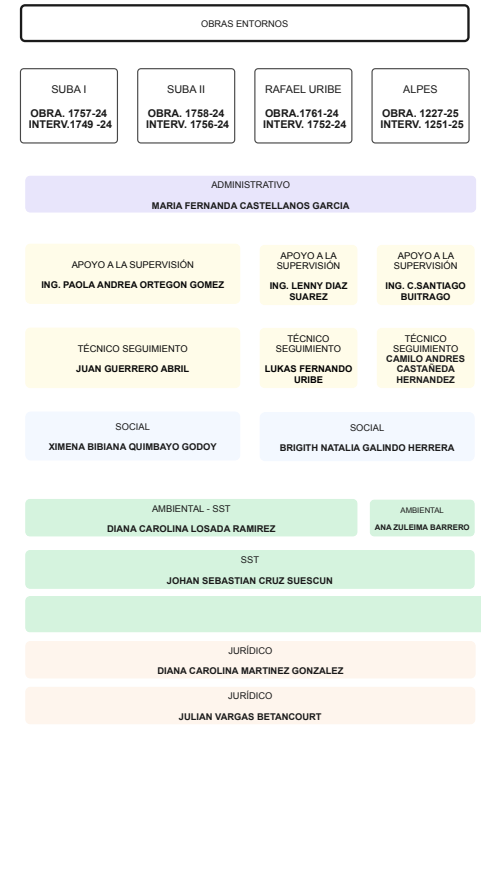 OBRAS ENTORNOS
SUBA I
OBRA. 1757-24
INTERV.1749 -24
SUBA II
OBRA. 1758-24
INTERV. 1756-24
RAFAEL URIBE
OBRA.1761-24
INTERV. 1752-24
ALPES
OBRA. 1227-25
INTERV. 1251-25
ADMINISTRATIVO
MARIA FERNANDA CASTELLANOS GARCIA
APOYO A LA SUPERVISIÓN
ING. PAOLA ANDREA ORTEGON GOMEZ
APOYO A LA
SUPERVISIÓN
ING. LENNY DIAZ
SUAREZ
APOYO A LA
SUPERVISIÓN
ING. C.SANTIAGO
BUITRAGO
TÉCNICO SEGUIMIENTO
JUAN GUERRERO ABRIL
TÉCNICO
SEGUIMIENTO
LUKAS FERNANDO
URIBE
TÉCNICO
SEGUIMIENTO
CAMILO ANDRES
CASTAÑEDA
HERNANDEZ
SOCIAL
XIMENA BIBIANA QUIMBAYO GODOY
SOCIAL
BRIGITH NATALIA GALINDO HERRERA
AMBIENTAL - SST
DIANA CAROLINA LOSADA RAMIREZ
AMBIENTAL
ANA ZULEIMA BARRERO
SST
JOHAN SEBASTIAN CRUZ SUESCUN
JURÍDICO
DIANA CAROLINA MARTINEZ GONZALEZ
JURÍDICO
JULIAN VARGAS BETANCOURT